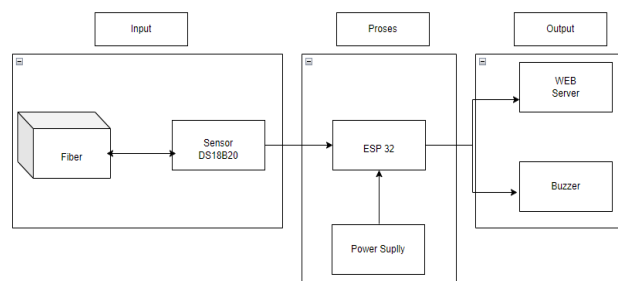 Input
Proses
Output
Fiber
Sensor
DS18B20
ESP 32
Power Suplly
WEB
Server
Buzzer